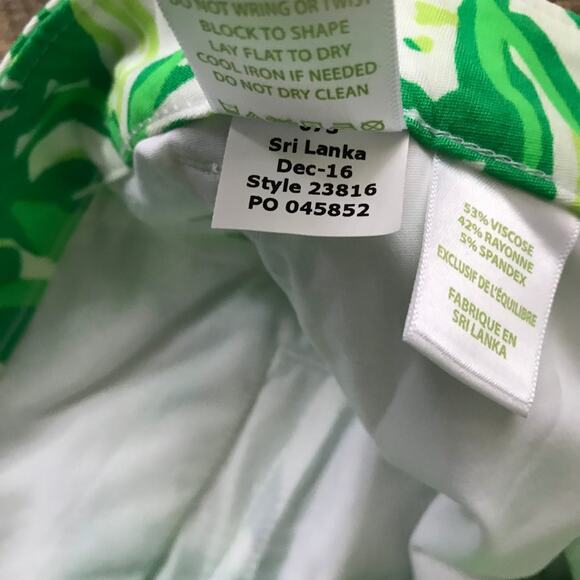 DO NOT WRING OR TWIST
BLOCK TO SHAPE
LAY FLAT TO DRY
COOL IRON IF NEEDED
DO NOT DRY CLEAN
Sri Lanka
Dec-16
Style 23816
PO 045852
53% VISCOSE
42% RAYONNE
5% SPANDEX
EXCLUSIF DE L'ÉQUILIBRE
FABRIQUE EN
SRI LANKA